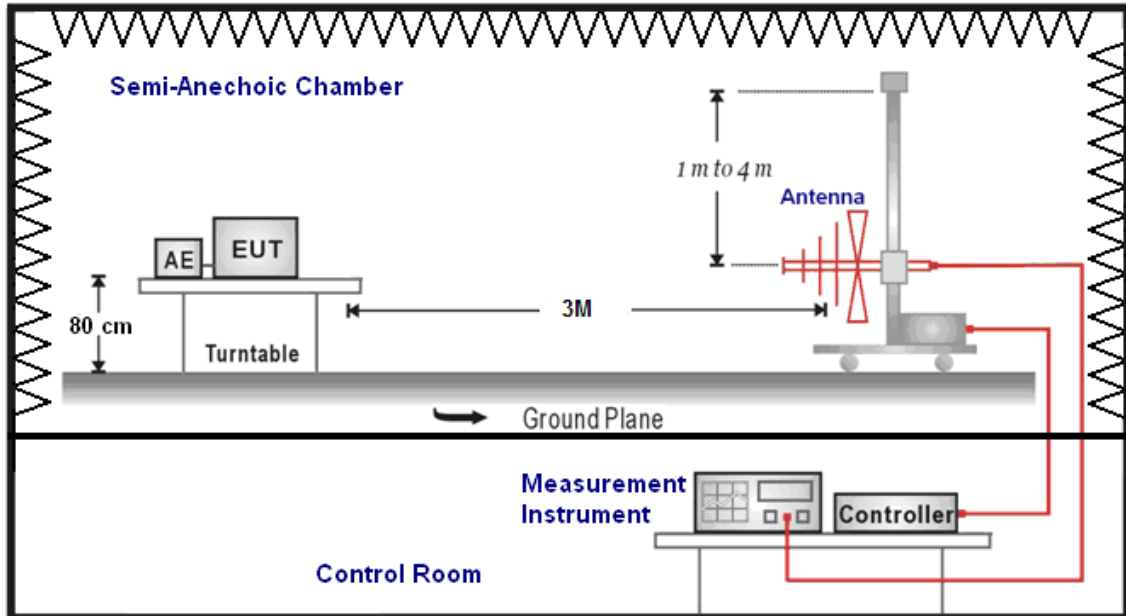 Semi-Anechoic Chamber
1 m to 4 m
Antenna
AE
EUT
80 cm
3M
Turntable
Ground Plane
Measurement
Instrument
Controller
Control Room